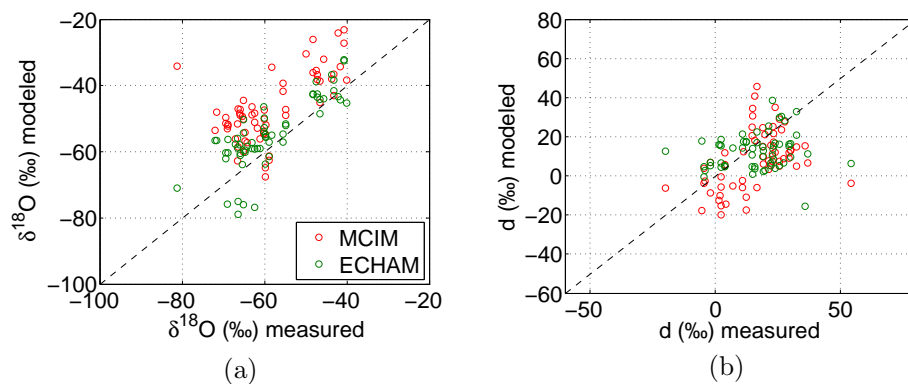 −20
−40
−60
−80
−100
−100 −80 −60 −40 −20
δ¹⁸O (‰) modeled
δ¹⁸O (‰) measured
MCIM
ECHAM
(a)
80
60
40
20
0
−20
−40
−60
−50 0 50
d (‰) modeled
d (‰) measured
(b)